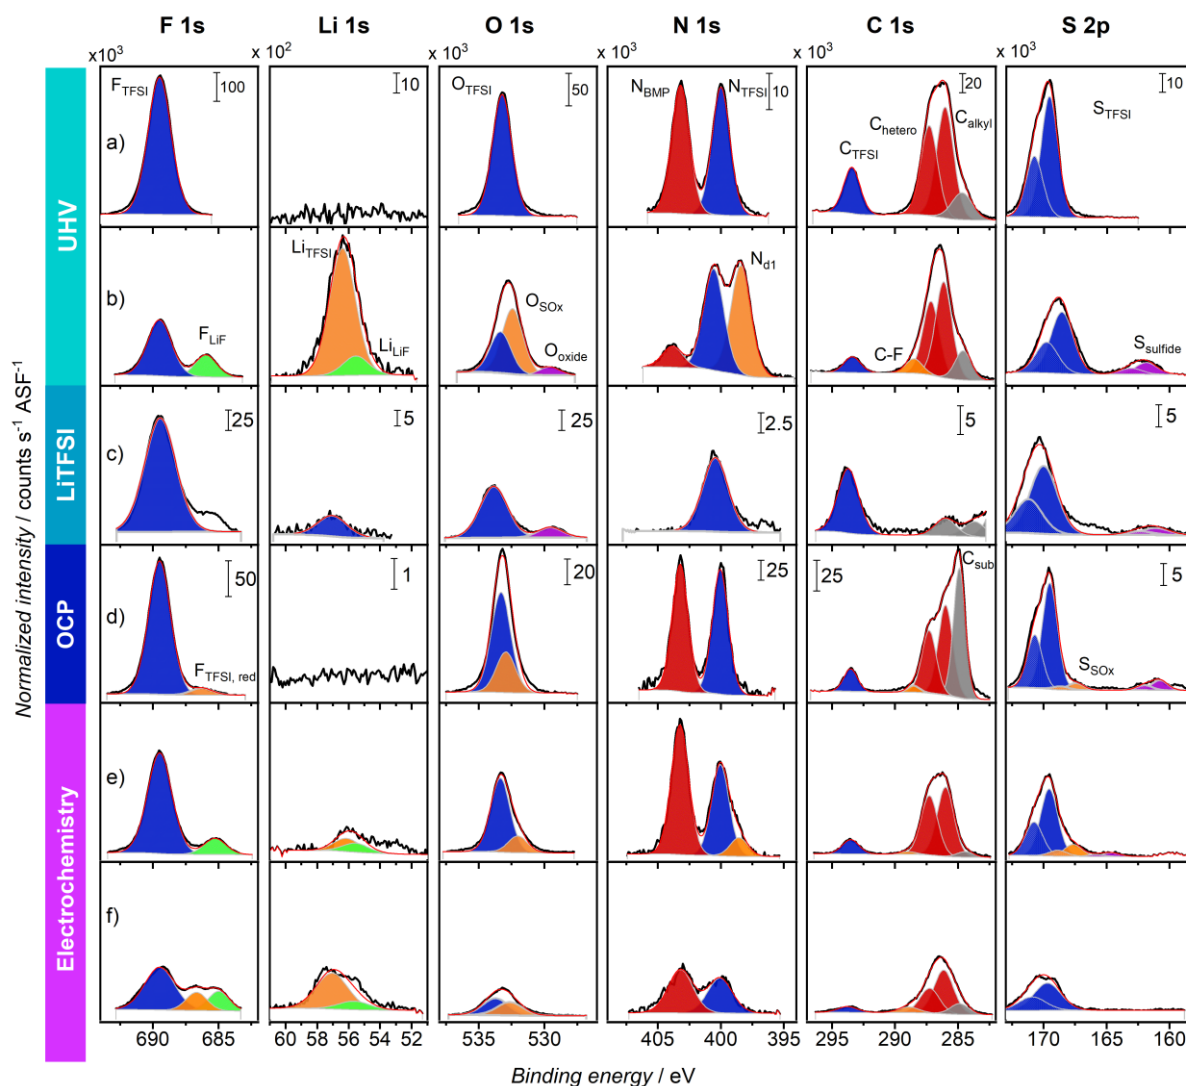 F 1s Li 1s O 1s N 1s C 1s S 2p
x10³ x 10² x 10³ x 10³ x 10³ x 10³
Normalized intensity / counts s⁻¹ ASF⁻¹
UHV
a) F_TFSI 100 10 O_TFSI 50 N_BMP N_TFSI 10 C_TFSI C_hetero C_alkyl 20 S_TFSI 10
b) F_LiF Li_TFSI Li_LiF O_SOx O_oxide N_d1 C-F S_sulfide
LiTFSI
c) 25 5 25 2.5 5 5
OCP
d) 50 F_TFSI, red 1 20 25 25 C_sub S_SOx 5
Electrochemistry
e)
f)
690 685 60 58 56 54 52 535 530 405 400 295 290 285 170 165 160
Binding energy / eV